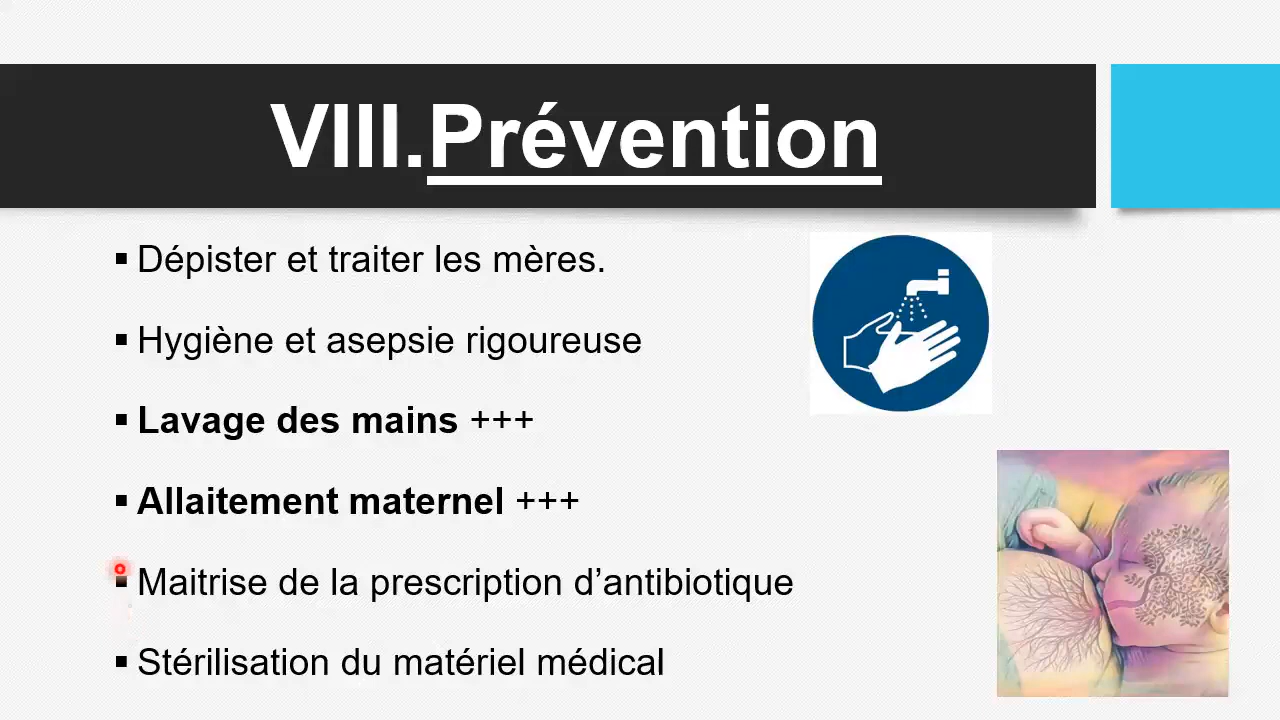 VIII.Prévention
▪ Dépister et traiter les mères.
▪ Hygiène et asepsie rigoureuse
▪ Lavage des mains +++
▪ Allaitement maternel +++
▪ Maitrise de la prescription d’antibiotique
▪ Stérilisation du matériel médical